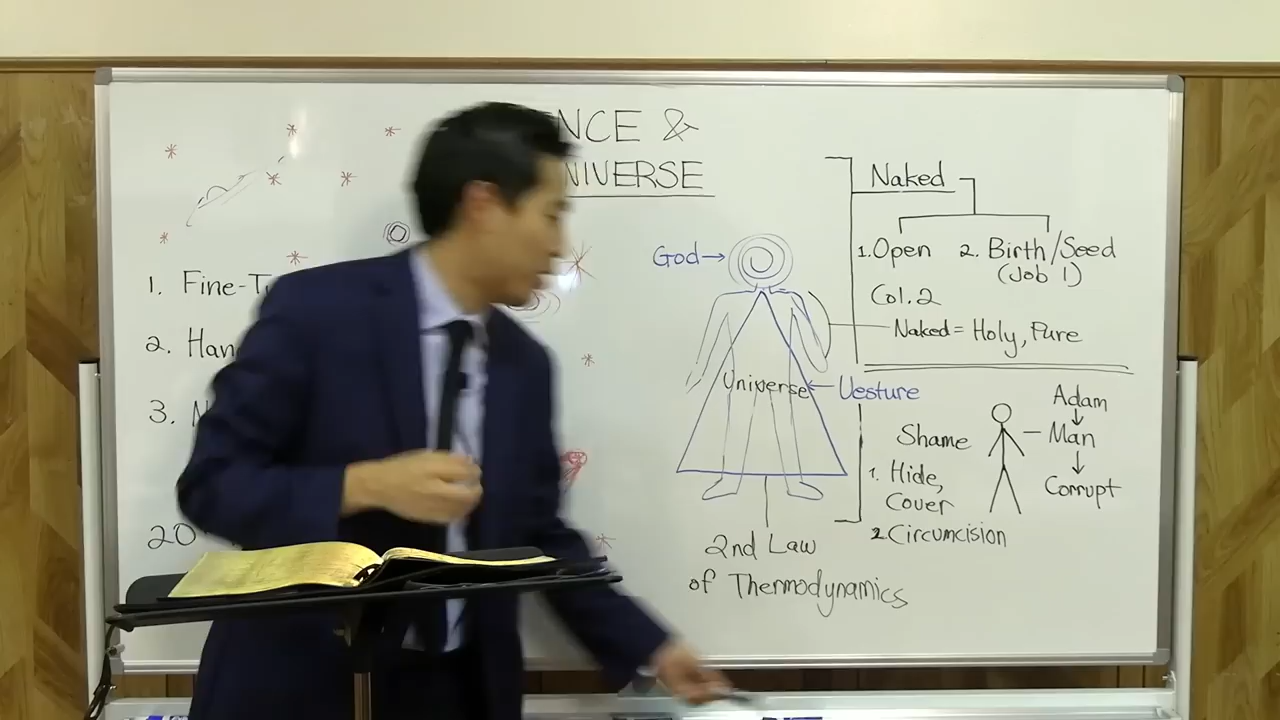 NCE &
NIVERSE
1. Fine-T
2. Han
3.
20
God →
Universe ← Vesture
2nd Law
of Thermodynamics
Naked
1. Open 2. Birth/Seed
(Job 1)
Col. 2
Naked = Holy, Pure
Adam
Shame - Man
1. Hide,
Cover
Corrupt
2. Circumcision